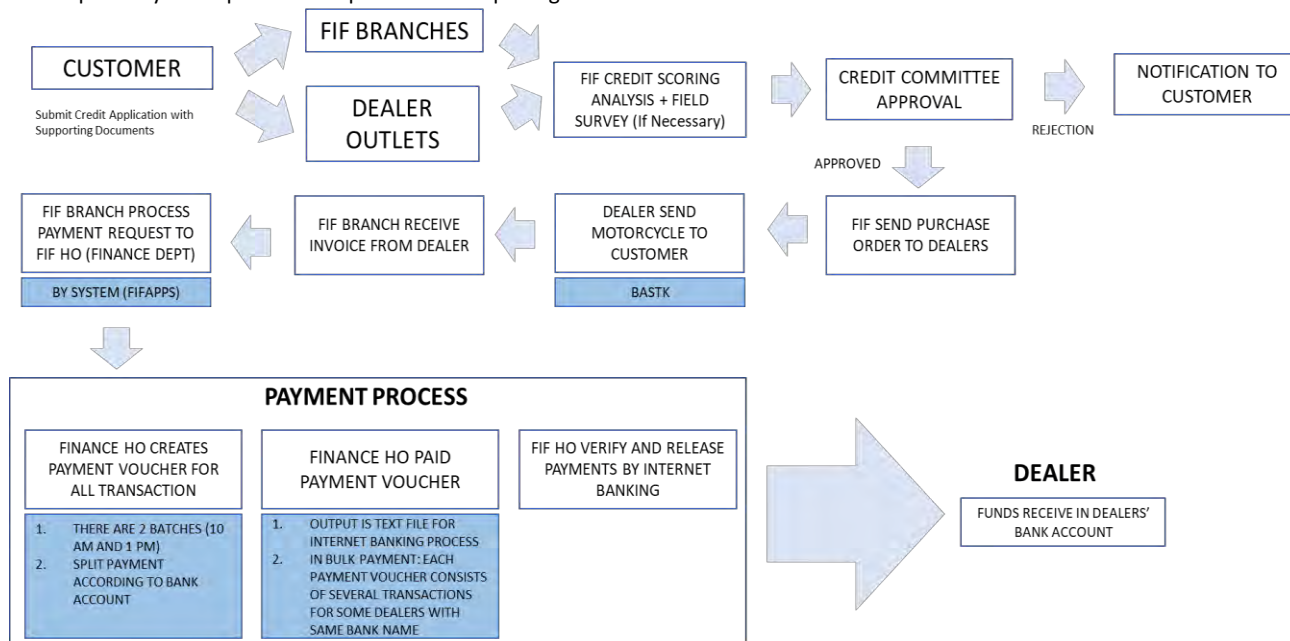 FIF BRANCHES
CUSTOMER
Submit Credit Application with
Supporting Documents
DEALER
OUTLETS
FIF CREDIT SCORING
ANALYSIS + FIELD
SURVEY (If Necessary)
CREDIT COMMITTEE
APPROVAL
REJECTION
NOTIFICATION TO
CUSTOMER
APPROVED
FIF BRANCH PROCESS
PAYMENT REQUEST TO
FIF HO (FINANCE DEPT)
BY SYSTEM (FIFAPPS)
FIF BRANCH RECEIVE
INVOICE FROM DEALER
DEALER SEND
MOTORCYCLE TO
CUSTOMER
BASTK
FIF SEND PURCHASE
ORDER TO DEALERS
PAYMENT PROCESS
FINANCE HO CREATES
PAYMENT VOUCHER FOR
ALL TRANSACTION
1. THERE ARE 2 BATCHES (10
AM AND 1 PM)
2. SPLIT PAYMENT
ACCORDING TO BANK
ACCOUNT
FINANCE HO PAID
PAYMENT VOUCHER
1. OUTPUT IS TEXT FILE FOR
INTERNET BANKING PROCESS
2. IN BULK PAYMENT: EACH
PAYMENT VOUCHER CONSISTS
OF SEVERAL TRANSACTIONS
FOR SOME DEALERS WITH
SAME BANK NAME
FIF HO VERIFY AND RELEASE
PAYMENTS BY INTERNET
BANKING
DEALER
FUNDS RECEIVE IN DEALERS'
BANK ACCOUNT